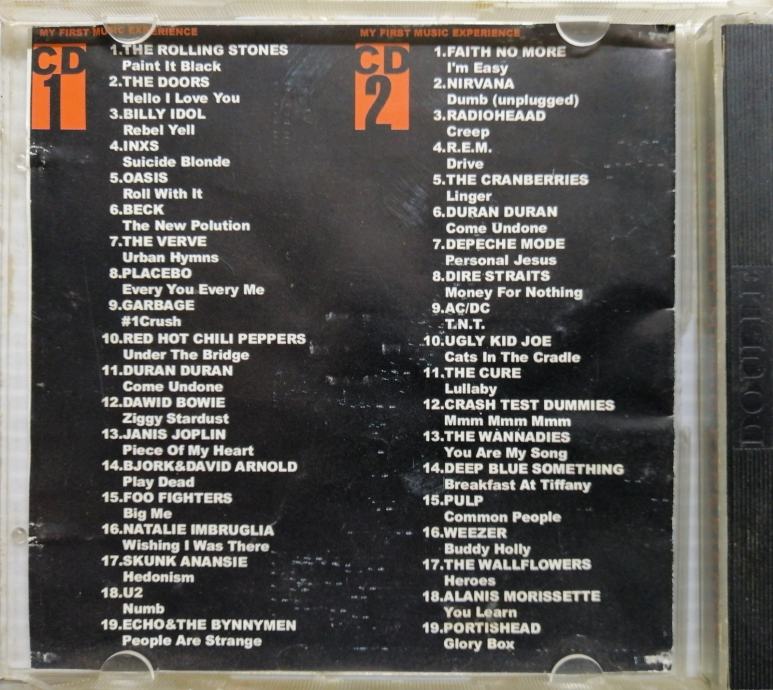 MY FIRST MUSIC EXPERIENCE
CD
1
1.THE ROLLING STONES
Paint It Black
2.THE DOORS
Hello I Love You
3.BILLY IDOL
Rebel Yell
4.INXS
Suicide Blonde
5.OASIS
Roll With It
6.BECK
The New Polution
7.THE VERVE
Urban Hymns
8.PLACEBO
Every You Every Me
9.GARBAGE
#1Crush
10.RED HOT CHILI PEPPERS
Under The Bridge
11.DURAN DURAN
Come Undone
12.DAWID BOWIE
Ziggy Stardust
13.JANIS JOPLIN
Piece Of My Heart
14.BJORK&DAVID ARNOLD
Play Dead
15.FOO FIGHTERS
Big Me
16.NATALIE IMBRUGLIA
Wishing I Was There
17.SKUNK ANANSIE
Hedonism
18.U2
Numb
19.ECHO&THE BYNNYMEN
People Are Strange
MY FIRST MUSIC EXPERIENCE
CD
2
1.FAITH NO MORE
I'm Easy
2.NIRVANA
Dumb (unplugged)
3.RADIOHEAAD
Creep
4.R.E.M.
Drive
5.THE CRANBERRIES
Linger
6.DURAN DURAN
Come Undone
7.DEPECHE MODE
Personal Jesus
8.DIRE STRAITS
Money For Nothing
9.AC/DC
T.N.T.
10.UGLY KID JOE
Cats In The Cradle
11.THE CURE
Lullaby
12.CRASH TEST DUMMIES
Mmm Mmm Mmm
13.THE WANNADIES
You Are My Song
14.DEEP BLUE SOMETHING
Breakfast At Tiffany
15.PULP
Common People
16.WEEZER
Buddy Holly
17.THE WALLFLOWERS
Heroes
18.ALANIS MORISSETTE
You Learn
19.PORTISHEAD
Glory Box